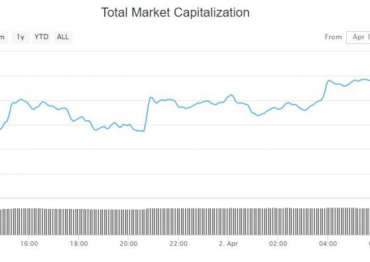 Total Market Capitalization
m 1y YTD ALL From Apr
16:00 18:00 20:00 22:00 2. Apr 02:00 04:00